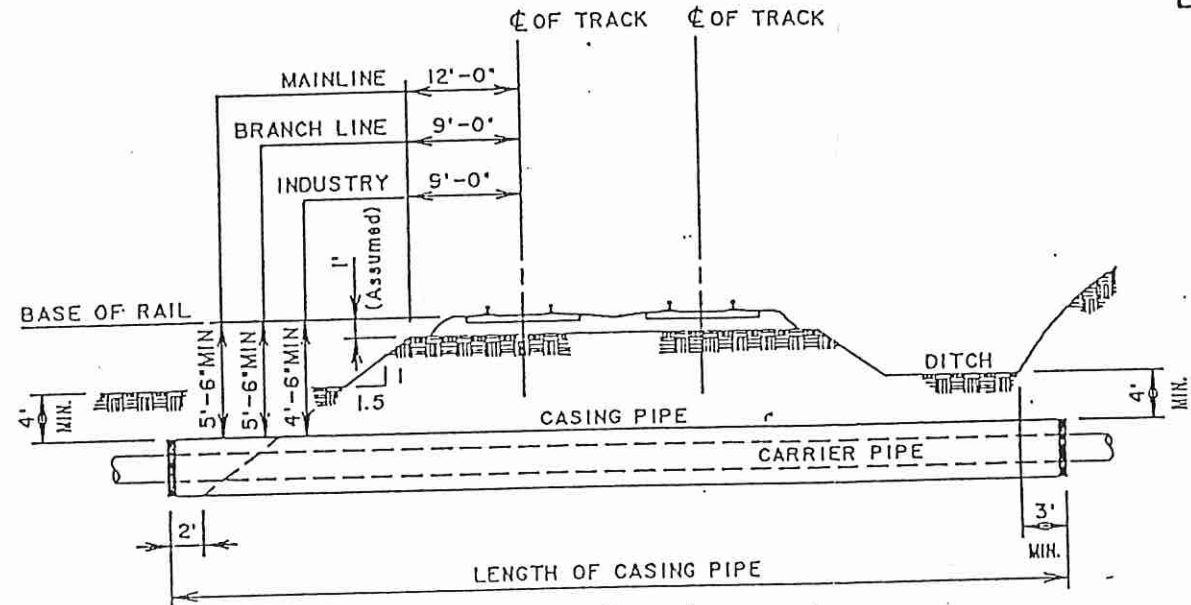 ℄ OF TRACK ℄ OF TRACK
MAINLINE 12'-0"
BRANCH LINE 9'-0"
INDUSTRY 9'-0"
1'
(Assumed)
BASE OF RAIL
5'-6" MIN
5'-6" MIN
4'-6" MIN
4'
MIN.
1
1.5
DITCH
4'
MIN.
CASING PIPE
CARRIER PIPE
2'
3'
MIN.
LENGTH OF CASING PIPE